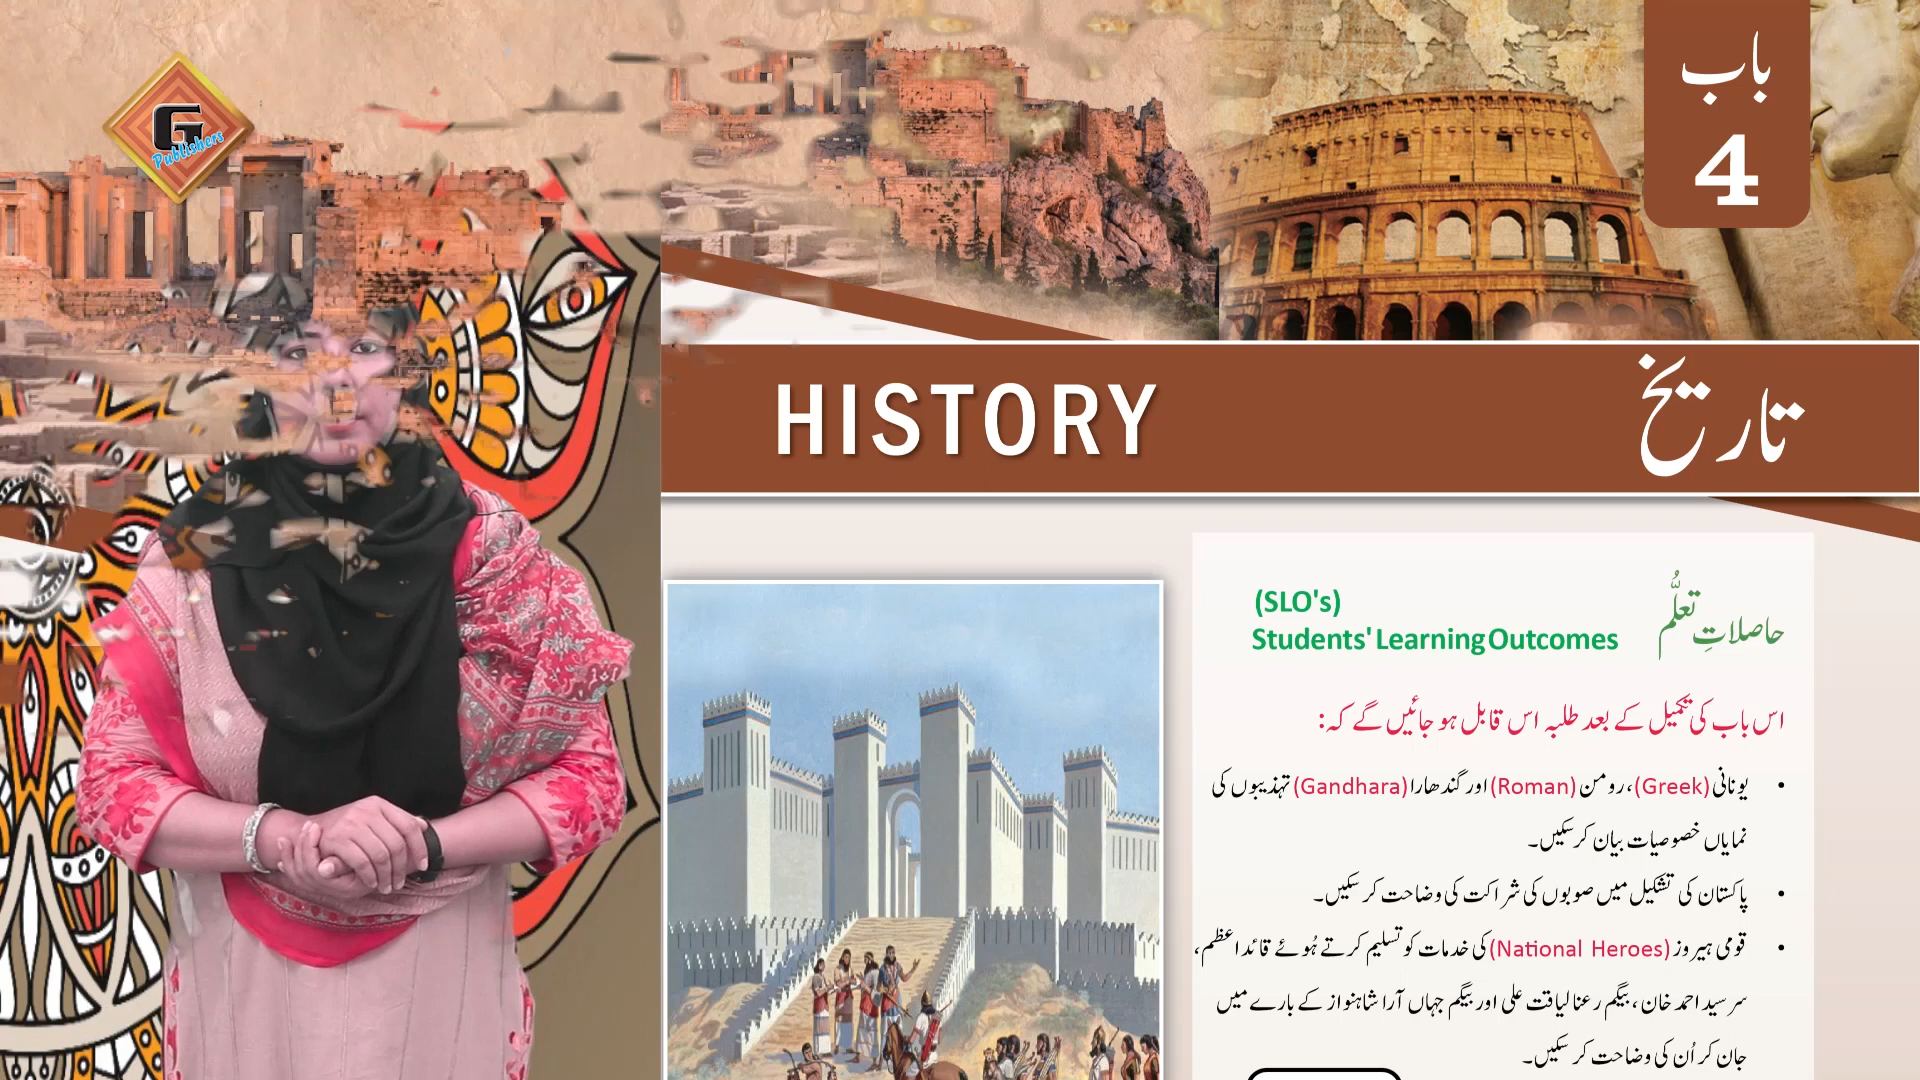 G
Publishers
باب
4
HISTORY
تاریخ
(SLO's)
Students' Learning Outcomes
حاصلاتِ تعلُّم
اس باب کی تکمیل کے بعد طلبہ اس قابل ہو جائیں گے کہ:
• یونانی (Greek)، رومن (Roman) اور گندھارا (Gandhara) تہذیبوں کی
نمایاں خصوصیات بیان کر سکیں۔
• پاکستان کی تشکیل میں صوبوں کی شراکت کی وضاحت کر سکیں۔
• قومی ہیروز (National Heroes) کی خدمات کو تسلیم کرتے ہُوئے قائداعظم،
سرسید احمد خان، بیگم رعنا لیاقت علی اور بیگم جہاں آرا شاہنواز کے بارے میں
جان کر اُن کی وضاحت کر سکیں۔